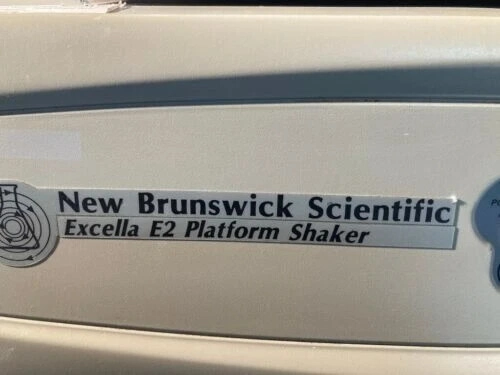 New Brunswick Scientific
Excella E2 Platform Shaker